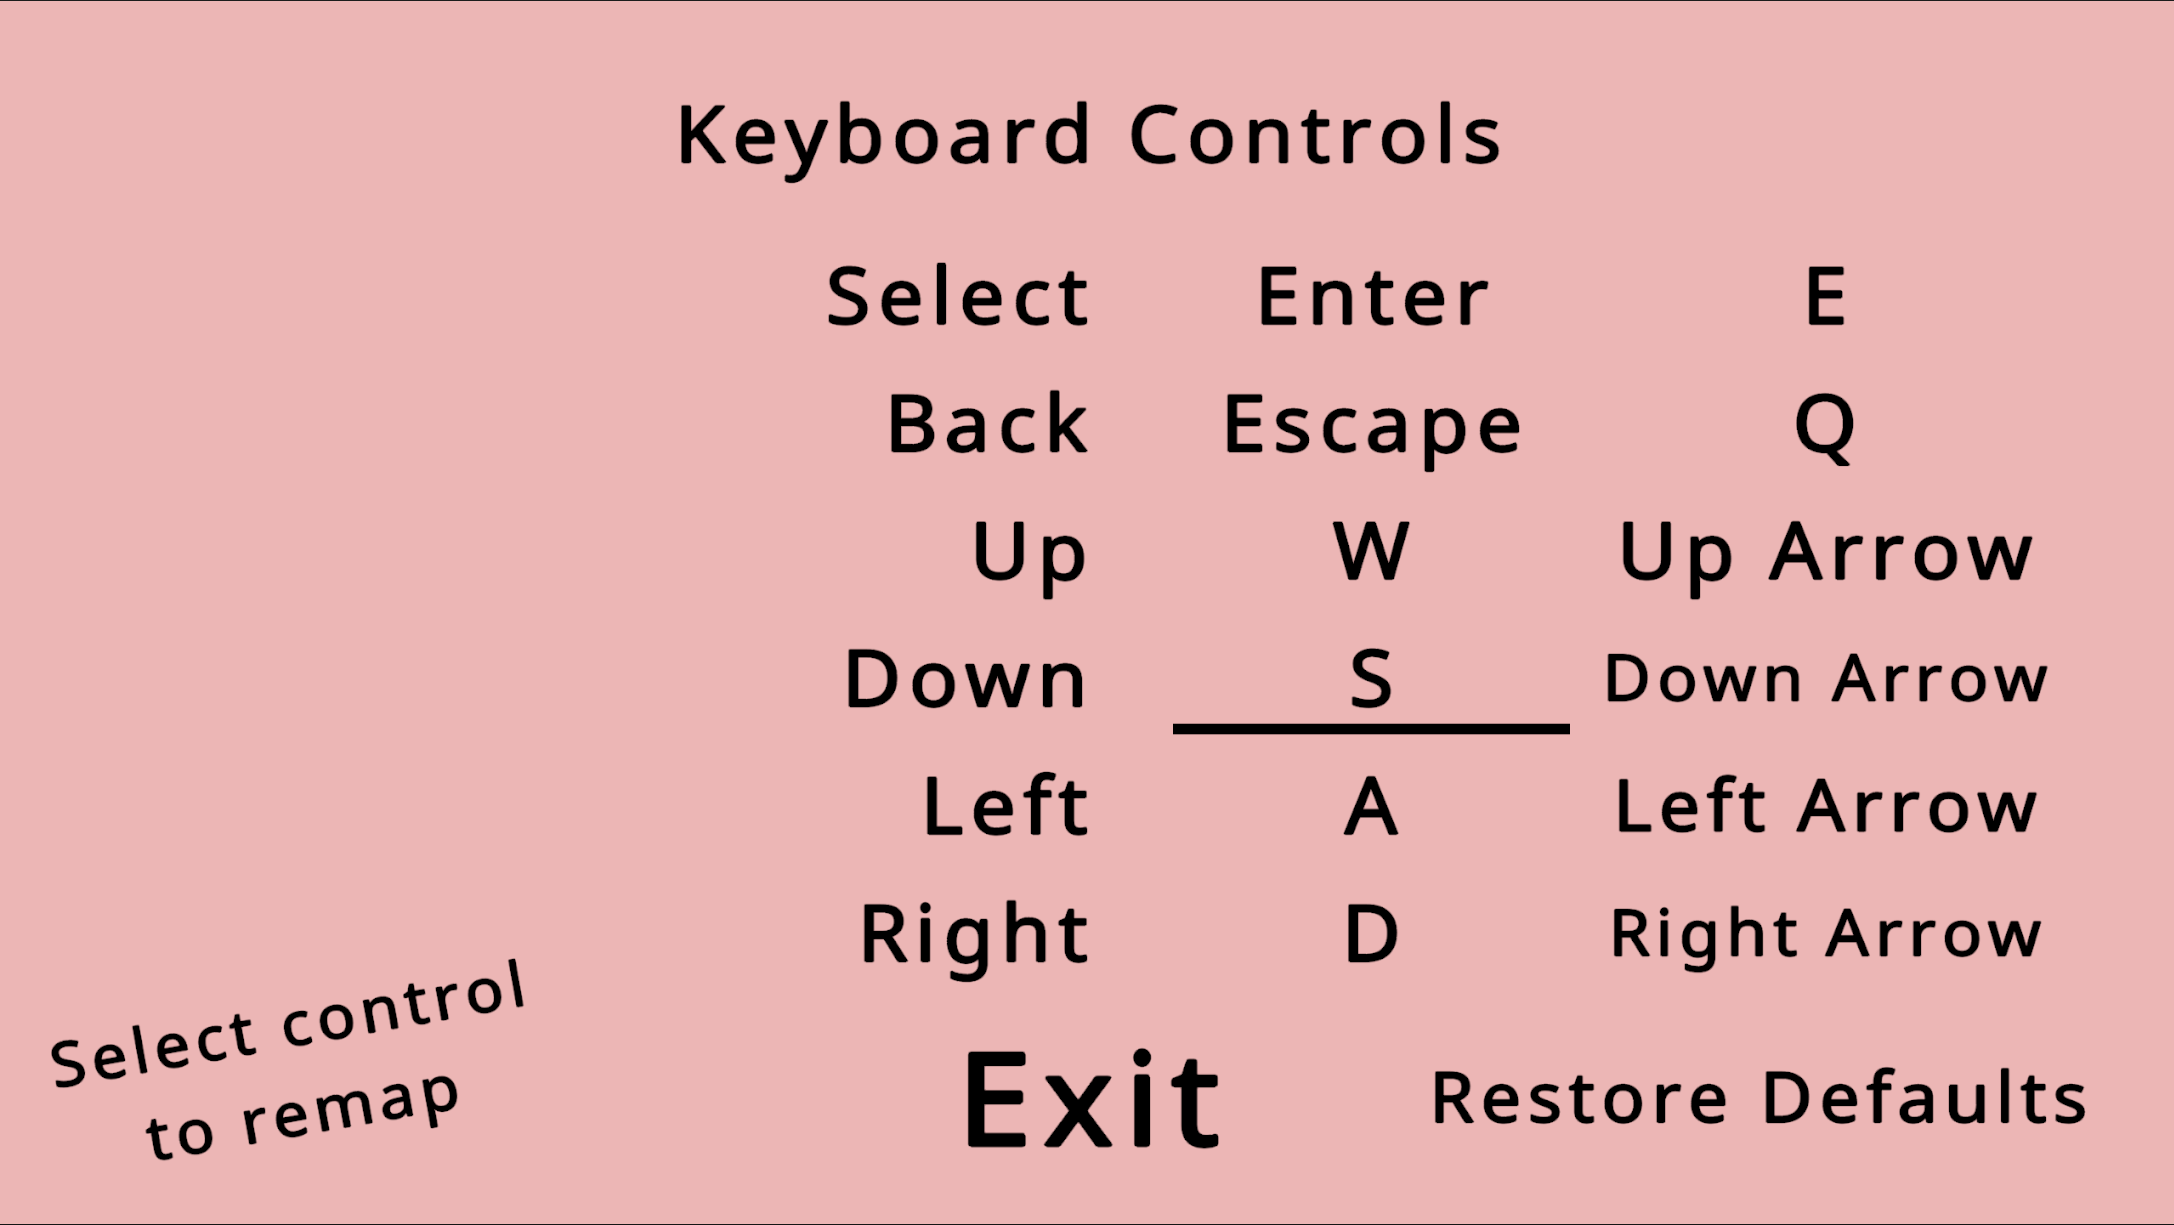 Keyboard Controls
Select Enter E
Back Escape Q
Up W Up Arrow
Down S Down Arrow
Left A Left Arrow
Right D Right Arrow
Select control
to remap
Exit Restore Defaults